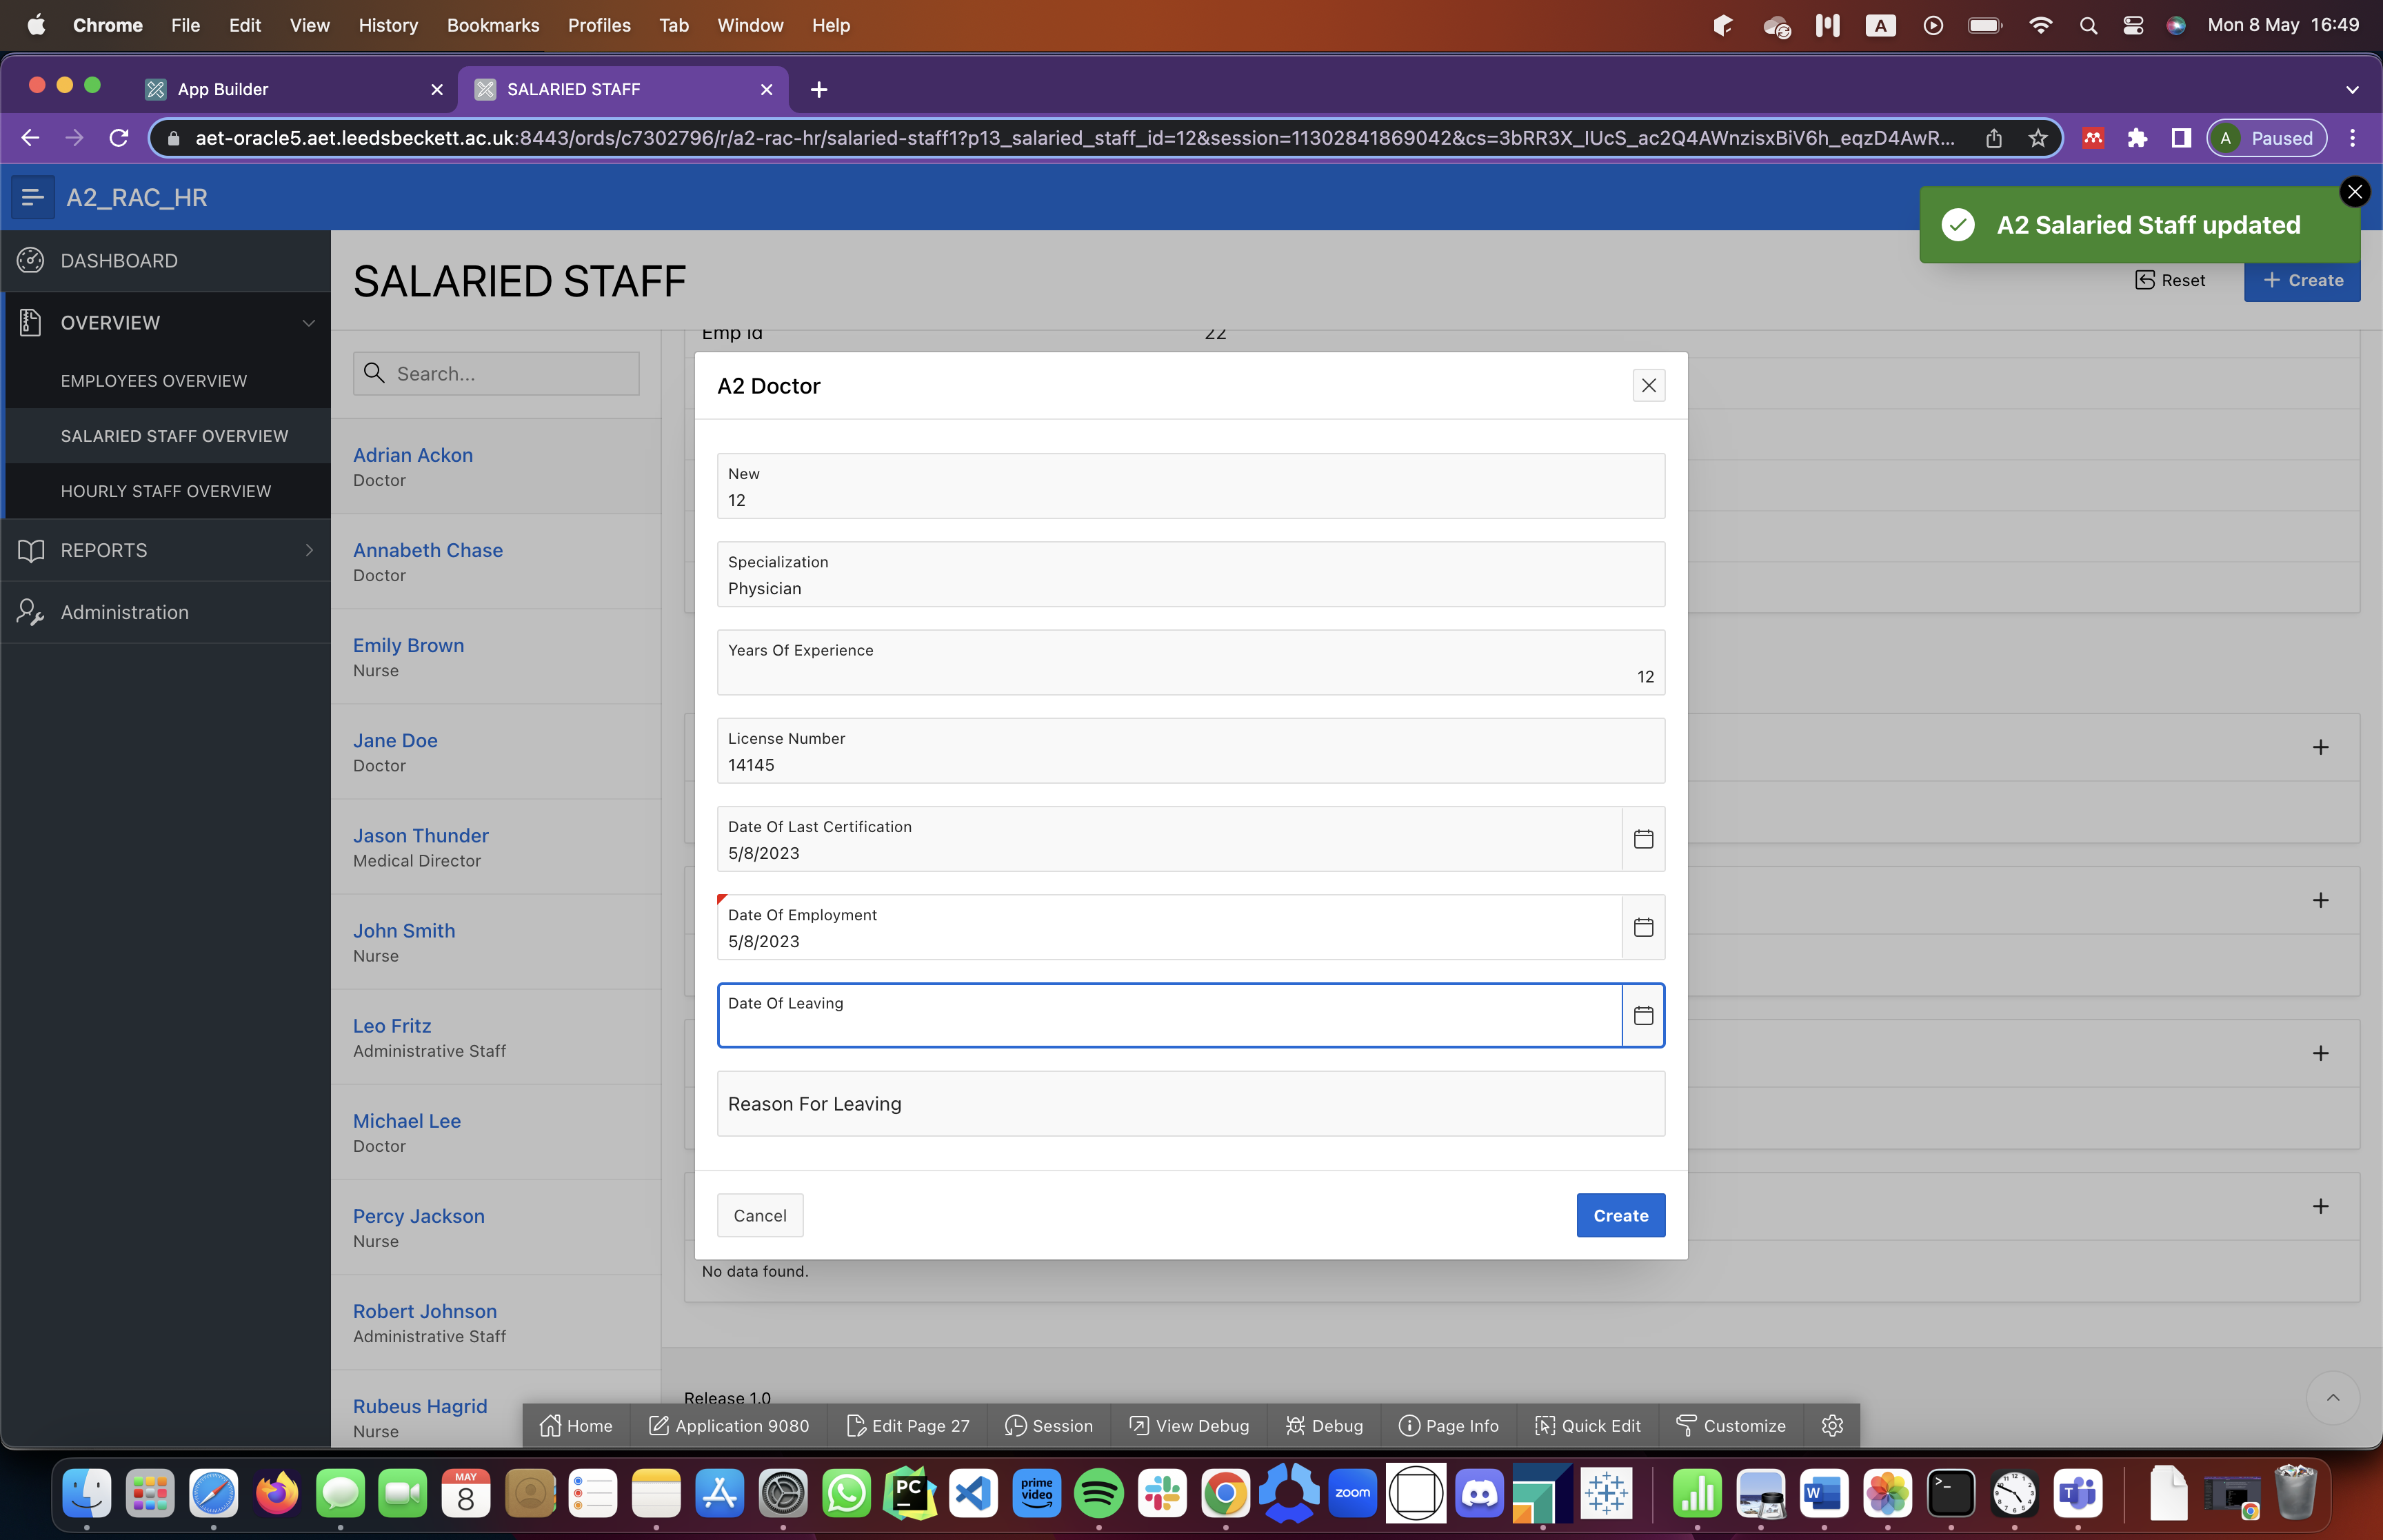 Chrome File Edit View History Bookmarks Profiles Tab Window Help A Mon 8 May 16:49
App Builder SALARIED STAFF
aet-oracle5.aet.leedsbeckett.ac.uk:8443/ords/c7302796/r/a2-rac-hr/salaried-staff1?p13_salaried_staff_id=12&session=11302841869042&cs=3bRR3X_IUcS_ac2Q4AWnzisxBiV6h_eqzD4AwR... A Paused
A2_RAC_HR
A2 Salaried Staff updated
DASHBOARD
OVERVIEW
EMPLOYEES OVERVIEW
SALARIED STAFF OVERVIEW
HOURLY STAFF OVERVIEW
REPORTS
Administration
SALARIED STAFF
Reset
Create
Search...
Adrian Ackon
Doctor
Annabeth Chase
Doctor
Emily Brown
Nurse
Jane Doe
Doctor
Jason Thunder
Medical Director
John Smith
Nurse
Leo Fritz
Administrative Staff
Michael Lee
Doctor
Percy Jackson
Nurse
Robert Johnson
Administrative Staff
Rubeus Hagrid
Nurse
Emp Id 22
A2 Doctor
New
12
Specialization
Physician
Years Of Experience
12
License Number
14145
Date Of Last Certification
5/8/2023
Date Of Employment
5/8/2023
Date Of Leaving
Reason For Leaving
Cancel
Create
No data found.
Release 1.0
Home Application 9080 Edit Page 27 Session View Debug Debug Page Info Quick Edit Customize
MAY
8
PC
prime video
zoom
W
T